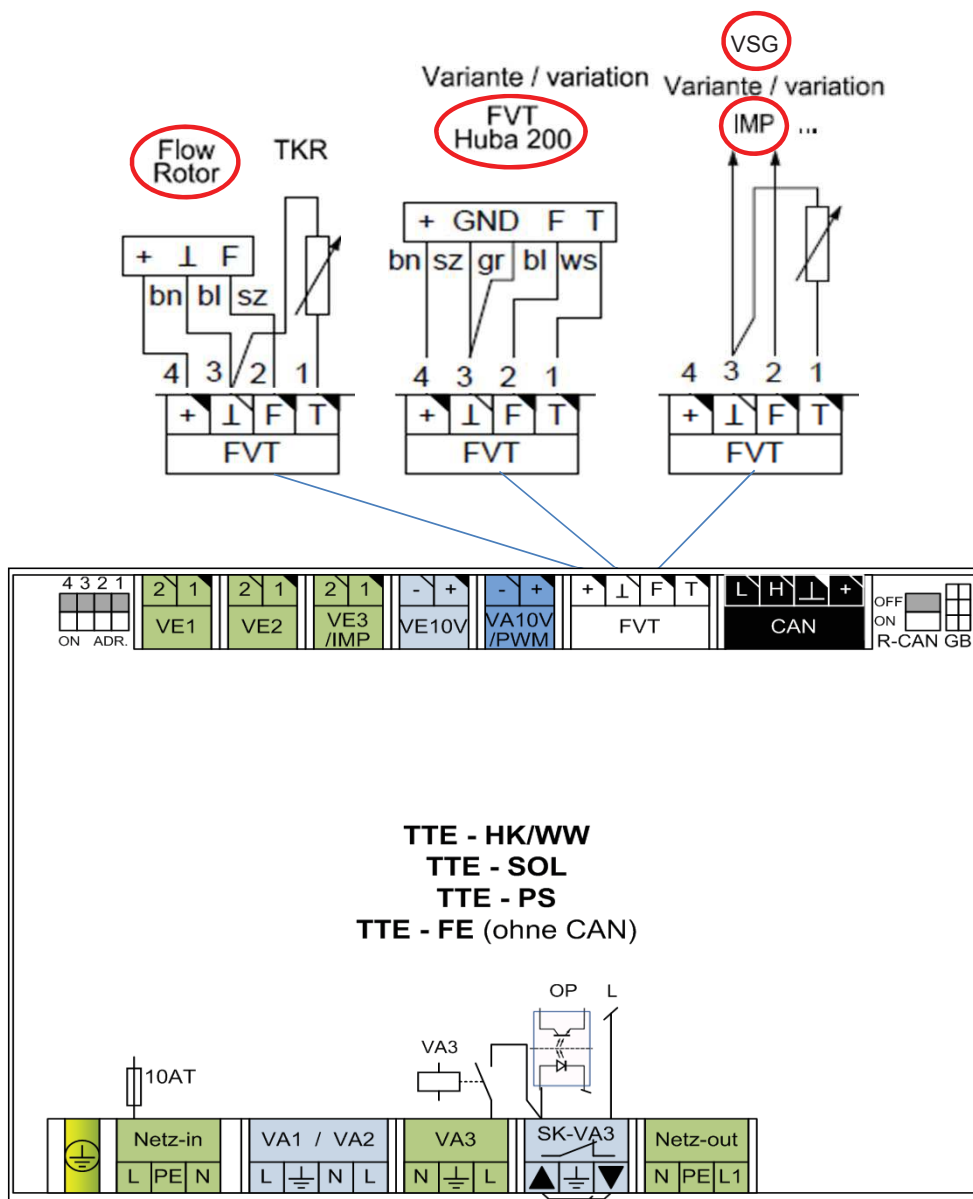 VSG
Variante / variation
Variante / variation
FVT
Huba 200
IMP ...
Flow
Rotor
TKR
+ ⊥ F
bn bl sz
4 3 2 1
+ ⊥ F T
FVT
+ GND F T
bn sz gr bl ws
4 3 2 1
+ ⊥ F T
FVT
4 3 2 1
+ ⊥ F T
FVT
4 3 2 1
ON ADR.
2 1
VE1
2 1
VE2
2 1
VE3
/IMP
- +
VE10V
- +
VA10V
/PWM
+ ⊥ F T
FVT
L H ⊥ +
CAN
OFF
ON
R-CAN GB
TTE - HK/WW
TTE - SOL
TTE - PS
TTE - FE (ohne CAN)
OP L
VA3
10AT
Netz-in
L PE N
VA1 / VA2
L N L
VA3
N L
SK-VA3
Netz-out
N PE L1